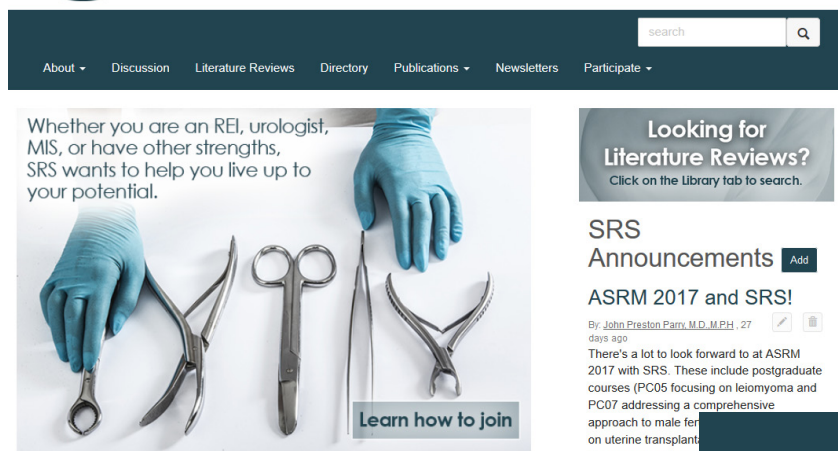 search
About
Discussion
Literature Reviews
Directory
Publications
Newsletters
Participate
Whether you are an REI, urologist,
MIS, or have other strengths,
SRS wants to help you live up to
your potential.
Learn how to join
Looking for
Literature Reviews?
Click on the Library tab to search.
SRS
Announcements
Add
ASRM 2017 and SRS!
By: John Preston Parry, M.D.,M.P.H , 27
days ago
There's a lot to look forward to at ASRM
2017 with SRS. These include postgraduate
courses (PC05 focusing on leiomyoma and
PC07 addressing a comprehensive
approach to male
on uterine